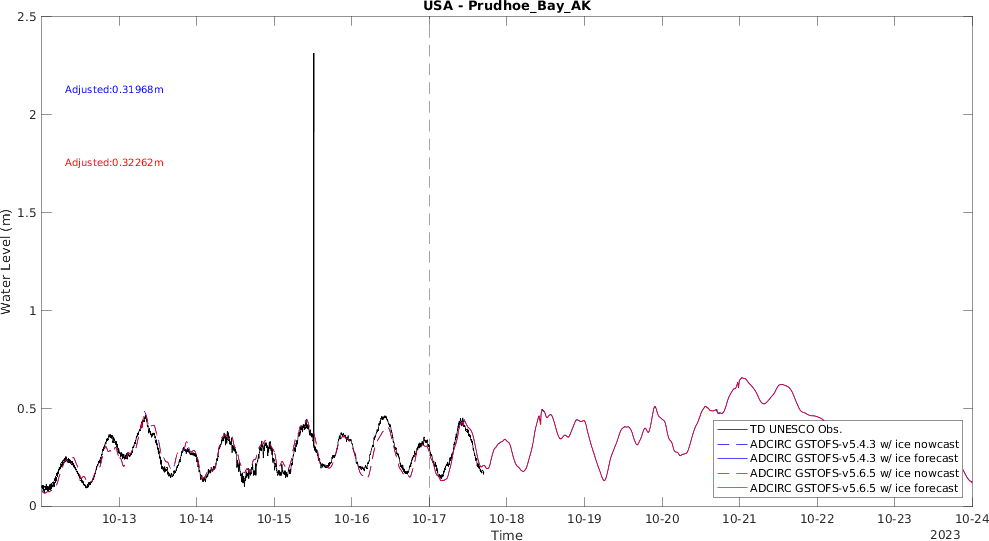 USA - Prudhoe_Bay_AK
2.5
2
1.5
1
0.5
0
Water Level (m)
Adjusted:0.31968m
Adjusted:0.32262m
TD UNESCO Obs.
ADCIRC GSTOFS-v5.4.3 w/ ice nowcast
ADCIRC GSTOFS-v5.4.3 w/ ice forecast
ADCIRC GSTOFS-v5.6.5 w/ ice nowcast
ADCIRC GSTOFS-v5.6.5 w/ ice forecast
10-13 10-14 10-15 10-16 10-17 10-18 10-19 10-20 10-21 10-22 10-23 10-24
2023
Time